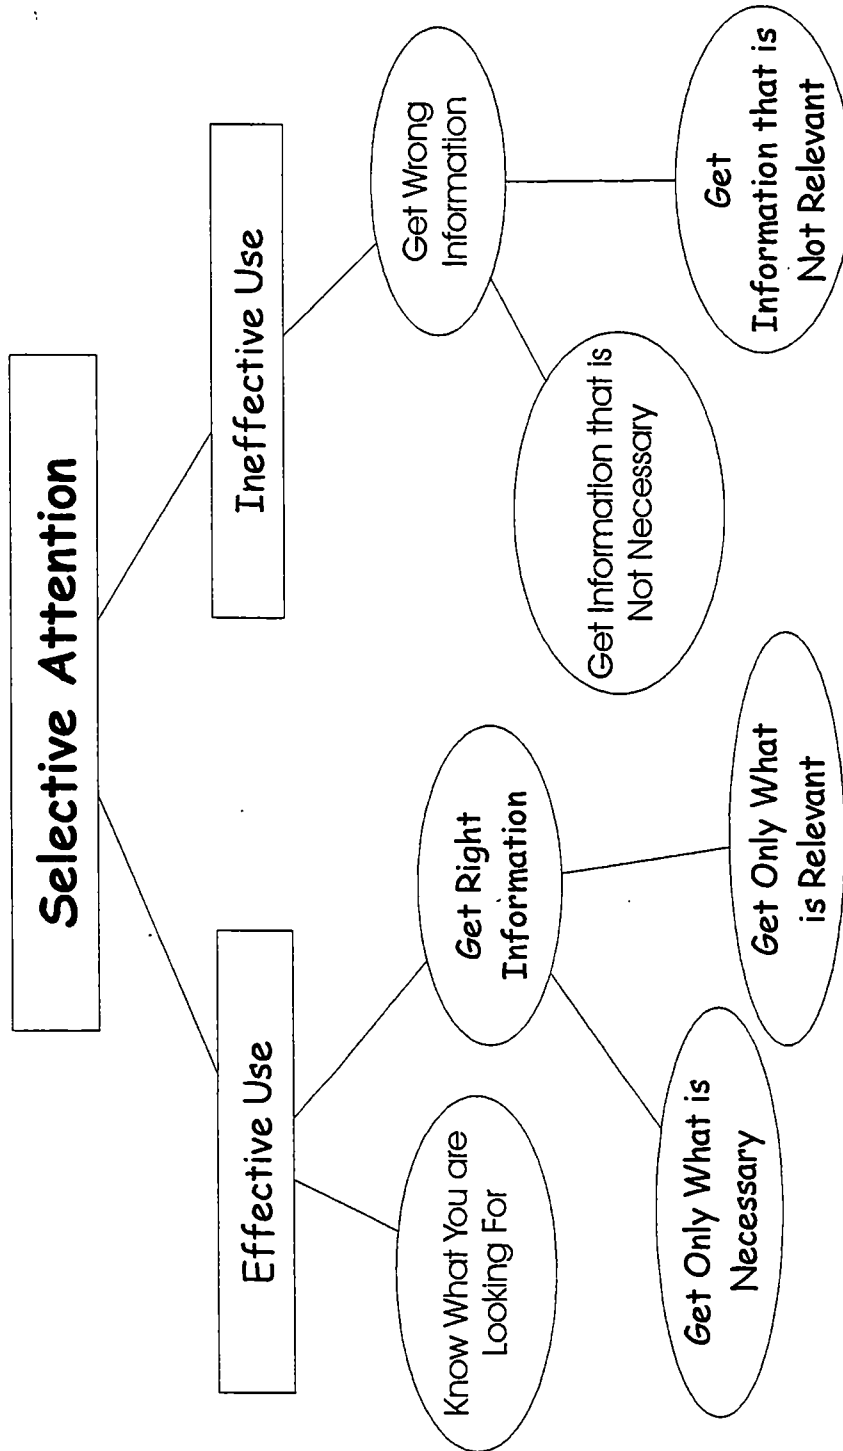 Selective Attention
Effective Use
Ineffective Use
Know What You are
Looking For
Get Right
Information
Get Wrong
Information
Get Only What is
Necessary
Get Only What
is Relevant
Get Information that is
Not Necessary
Get
Information that is
Not Relevant